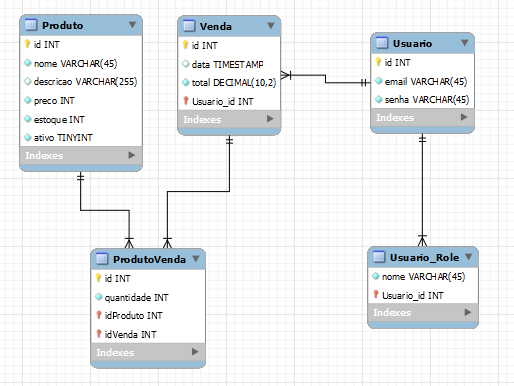 Produto
id INT
nome VARCHAR(45)
descricao VARCHAR(255)
preco INT
estoque INT
ativo TINYINT
Indexes
Venda
id INT
data TIMESTAMP
total DECIMAL(10,2)
Usuario_id INT
Indexes
Usuario
id INT
email VARCHAR(45)
senha VARCHAR(45)
Indexes
ProdutoVenda
id INT
quantidade INT
idProduto INT
idVenda INT
Indexes
Usuario_Role
nome VARCHAR(45)
Usuario_id INT
Indexes